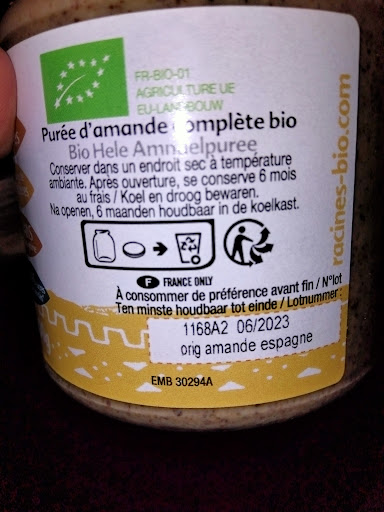 FR-BIO-01
AGRICULTURE UE
EU-LANDBOUW
Purée d'amande complète bio
Bio Hele Amandelpuree
Conserver dans un endroit sec à température
ambiante. Après ouverture, se conserve 6 mois
au frais / Koel en droog bewaren.
Na openen, 6 maanden houdbaar in de koelkast.
F FRANCE ONLY
À consommer de préférence avant fin / N°lot
Ten minste houdbaar tot einde / Lotnummer:
1168A2 06/2023
orig amande espagne
EMB 30294A
racines-bio.com